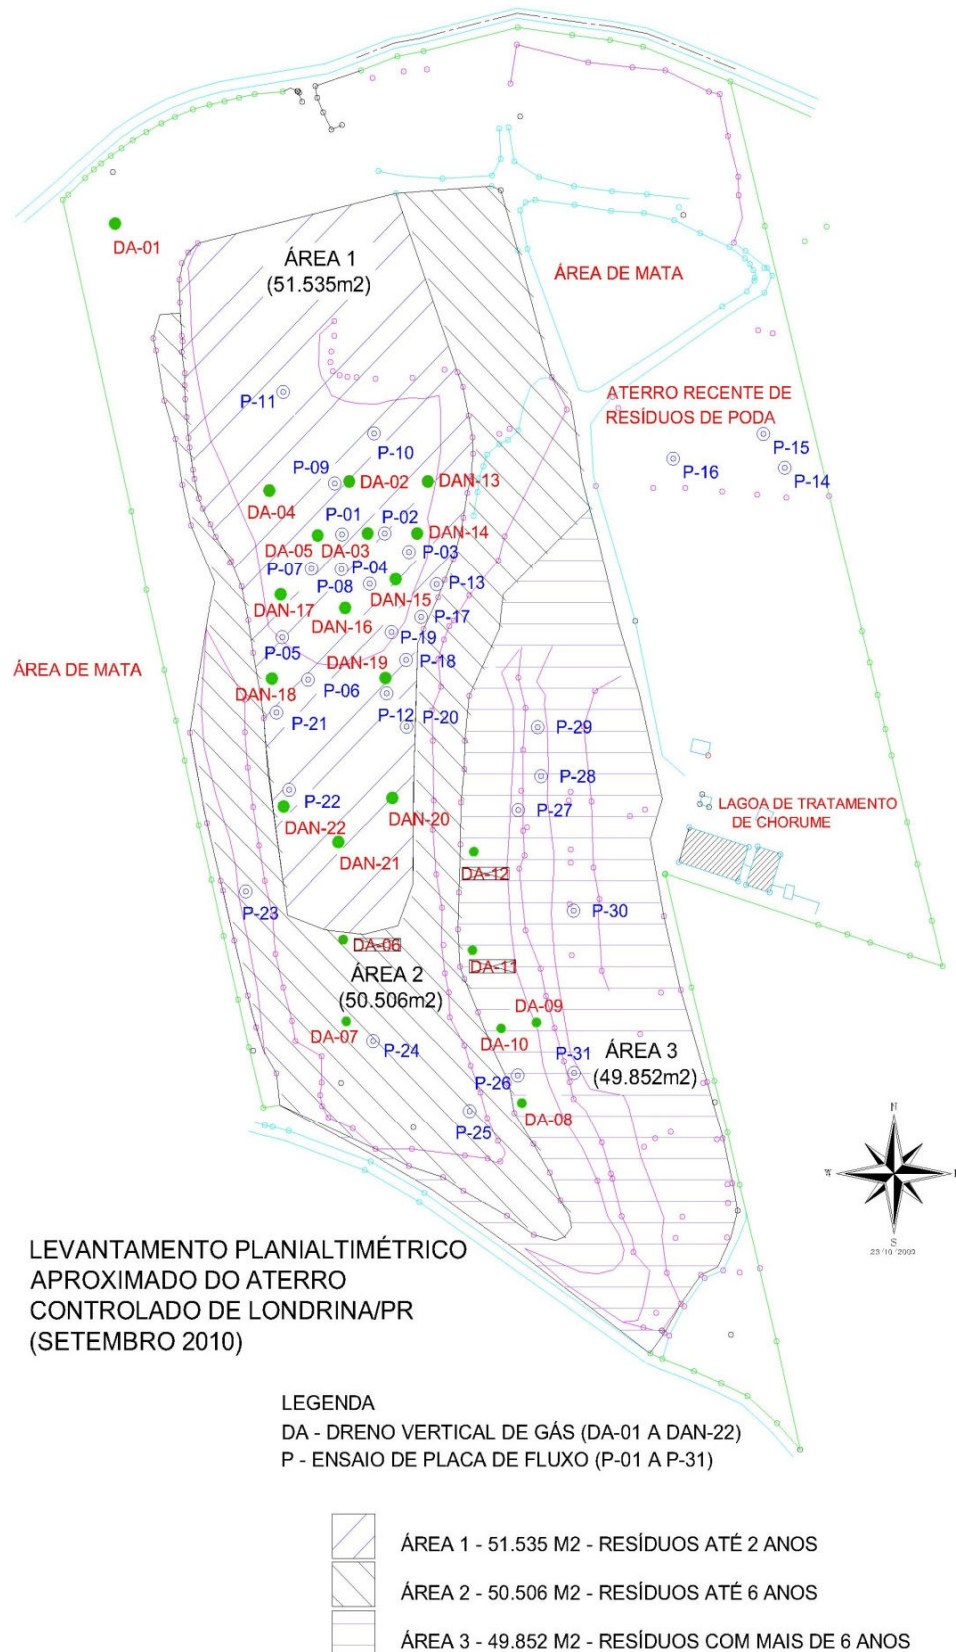 DA-01
ÁREA 1
(51.535m2)
ÁREA DE MATA
ATERRO RECENTE DE
RESÍDUOS DE PODA
P-11
P-10
P-15
P-16
P-14
P-09
DA-02
DAN-13
DA-04
P-01
P-02
DAN-14
DA-05
DA-03
P-03
P-07
P-04
P-08
P-13
DAN-15
DAN-17
DAN-16
P-17
P-19
P-05
DAN-19
P-18
ÁREA DE MATA
DAN-18
P-06
P-21
P-12
P-20
P-29
P-28
P-22
P-27
DAN-20
LAGOA DE TRATAMENTO
DE CHORUME
DAN-22
DAN-21
DA-12
P-23
P-30
DA-06
DA-11
ÁREA 2
(50.506m2)
DA-09
DA-07
DA-10
P-24
ÁREA 3
(49.852m2)
P-31
P-26
DA-08
P-25
N
W
E
S
23/10/2005
LEVANTAMENTO PLANIALTIMÉTRICO
APROXIMADO DO ATERRO
CONTROLADO DE LONDRINA/PR
(SETEMBRO 2010)
LEGENDA
DA - DRENO VERTICAL DE GÁS (DA-01 A DAN-22)
P - ENSAIO DE PLACA DE FLUXO (P-01 A P-31)
ÁREA 1 - 51.535 M2 - RESÍDUOS ATÉ 2 ANOS
ÁREA 2 - 50.506 M2 - RESÍDUOS ATÉ 6 ANOS
ÁREA 3 - 49.852 M2 - RESÍDUOS COM MAIS DE 6 ANOS